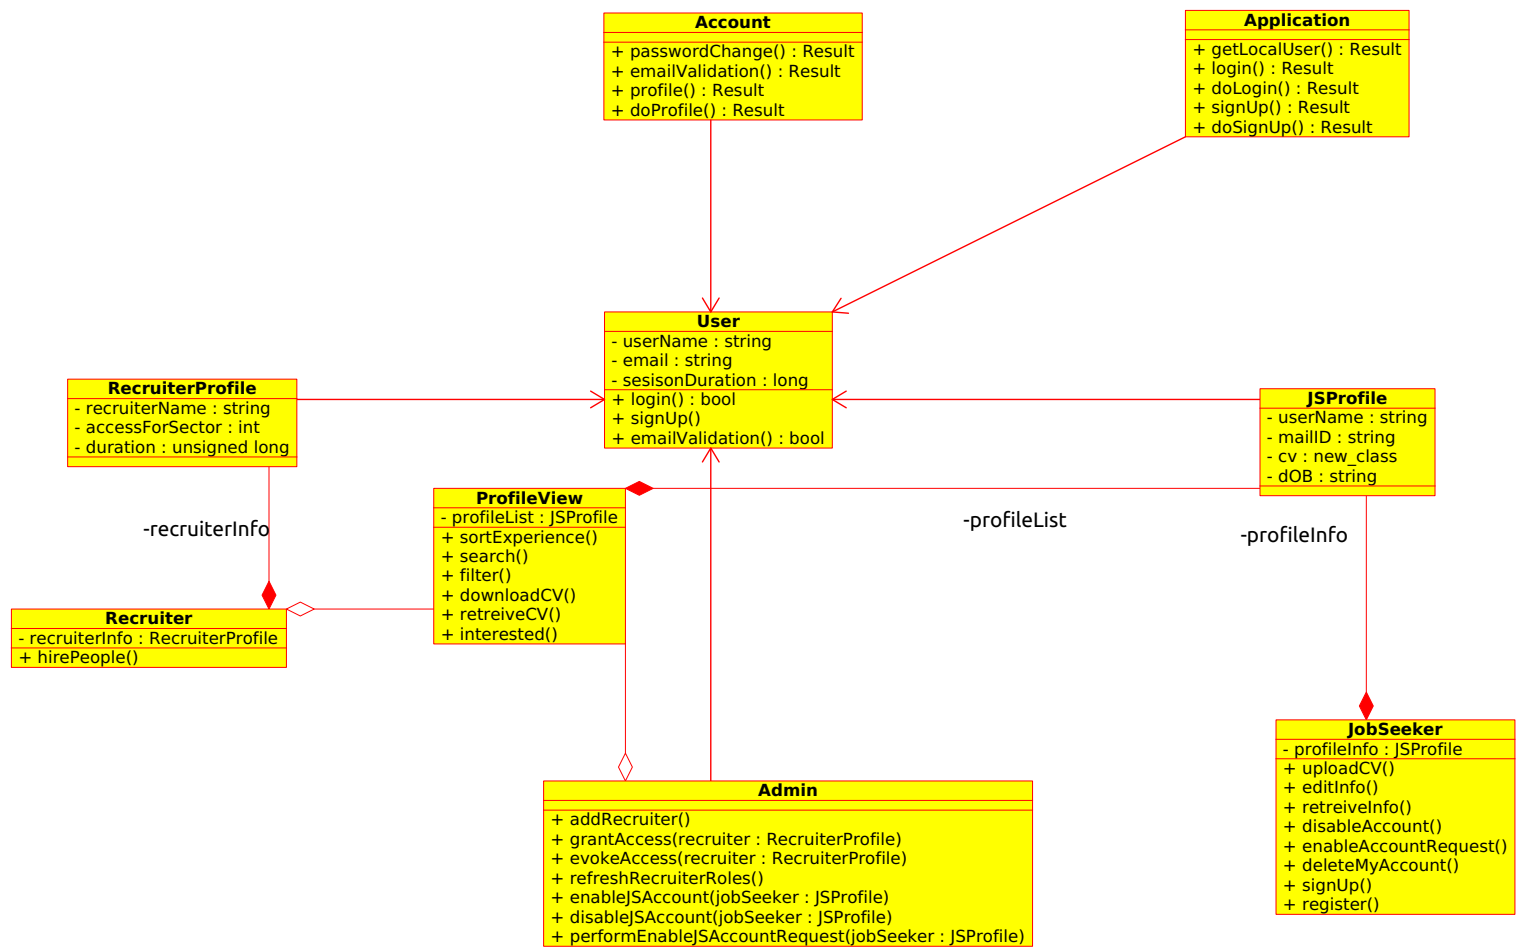 Account
+ passwordChange() : Result
+ emailValidation() : Result
+ profile() : Result
+ doProfile() : Result
Application
+ getLocalUser() : Result
+ login() : Result
+ doLogin() : Result
+ signUp() : Result
+ doSignUp() : Result
User
- userName : string
- email : string
- sesisonDuration : long
+ login() : bool
+ signUp()
+ emailValidation() : bool
RecruiterProfile
- recruiterName : string
- accessForSector : int
- duration : unsigned long
JSProfile
- userName : string
- mailID : string
- cv : new_class
- dOB : string
ProfileView
- profileList : JSProfile
+ sortExperience()
+ search()
+ filter()
+ downloadCV()
+ retreiveCV()
+ interested()
-recruiterInfo
-profileList
-profileInfo
Recruiter
- recruiterInfo : RecruiterProfile
+ hirePeople()
JobSeeker
- profileInfo : JSProfile
+ uploadCV()
+ editInfo()
+ retreiveInfo()
+ disableAccount()
+ enableAccountRequest()
+ deleteMyAccount()
+ signUp()
+ register()
Admin
+ addRecruiter()
+ grantAccess(recruiter : RecruiterProfile)
+ evokeAccess(recruiter : RecruiterProfile)
+ refreshRecruiterRoles()
+ enableJSAccount(jobSeeker : JSProfile)
+ disableJSAccount(jobSeeker : JSProfile)
+ performEnableJSAccountRequest(jobSeeker : JSProfile)